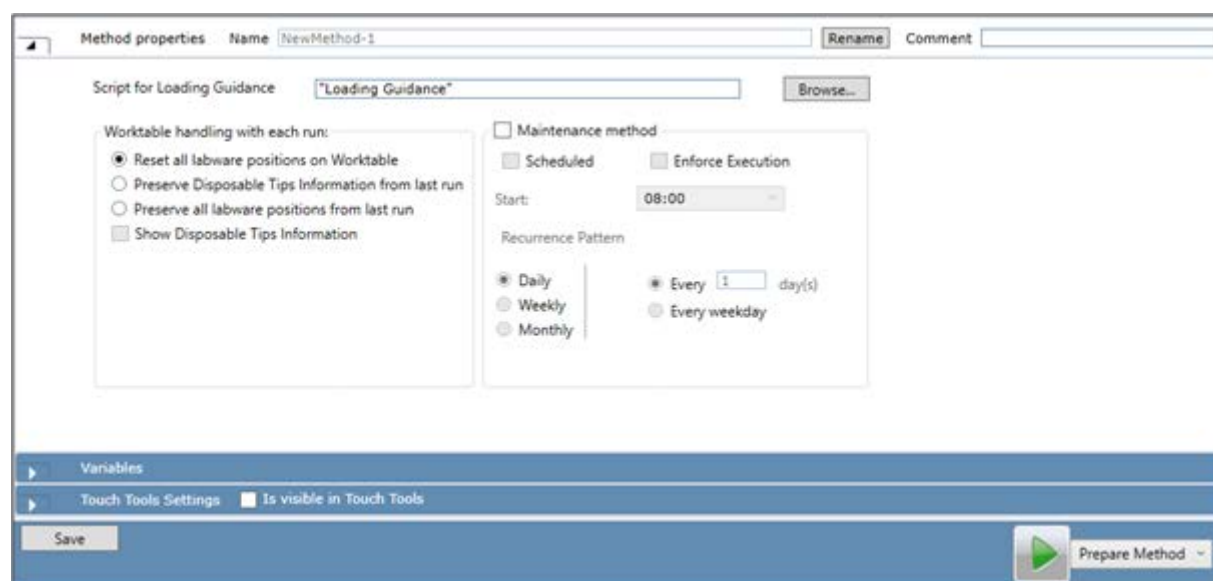 Method properties Name NewMethod-1 Rename Comment
Script for Loading Guidance "Loading Guidance" Browse...
Worktable handling with each run:
Reset all labware positions on Worktable
Preserve Disposable Tips Information from last run
Preserve all labware positions from last run
Show Disposable Tips Information
Maintenance method
Scheduled Enforce Execution
Start: 08:00
Recurrence Pattern
Daily
Weekly
Monthly
Every 1 day(s)
Every weekday
Variables
Touch Tools Settings Is visible in Touch Tools
Save Prepare Method